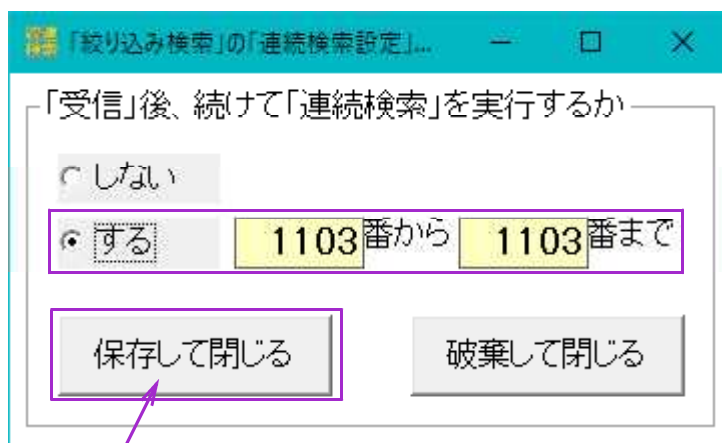 「絞り込み検索」の「連続検索設定」...
「受信」後、続けて「連続検索」を実行するか
しない
する 1103番から 1103番まで
保存して閉じる 破棄して閉じる